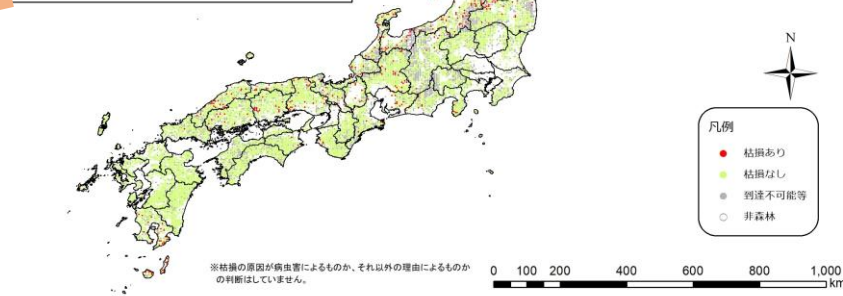 N
凡例
枯損あり
枯損なし
到達不可能等
非森林
※枯損の原因が病虫害によるものか、それ以外の理由によるものか
の判断はしていません。
0 100 200 400 600 800 1,000
km